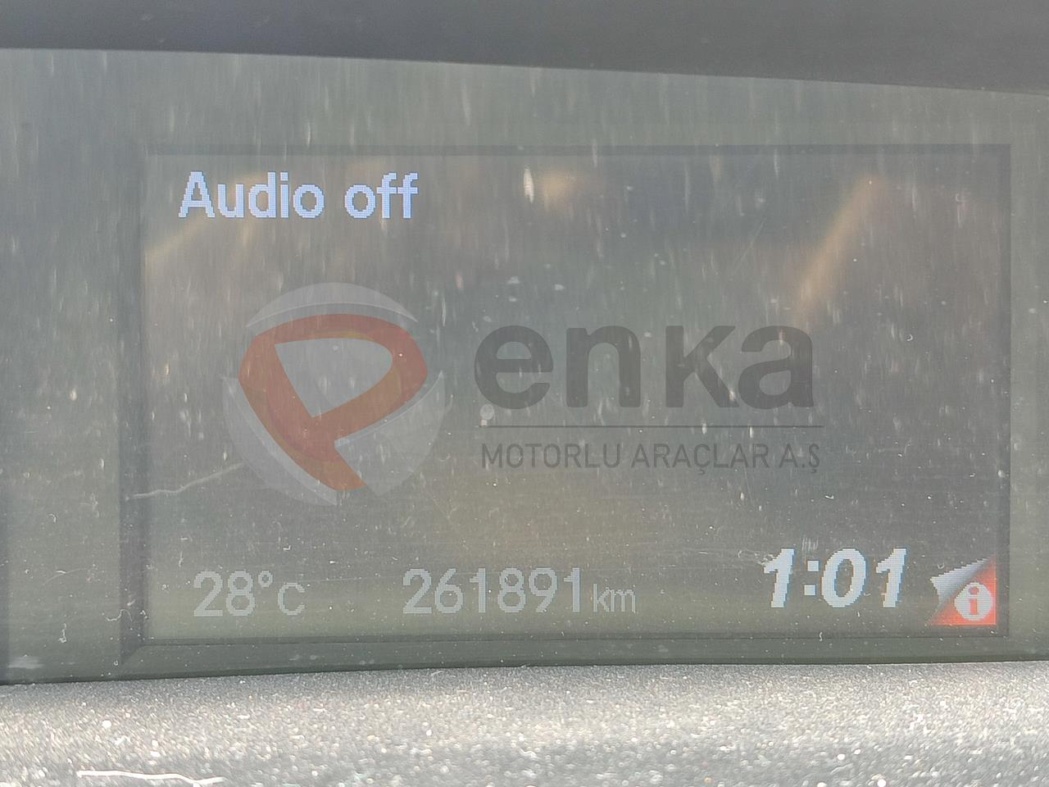 Audio off
enka
MOTORLU ARAÇLAR A.Ş
28°C 261891 km 1:01 i